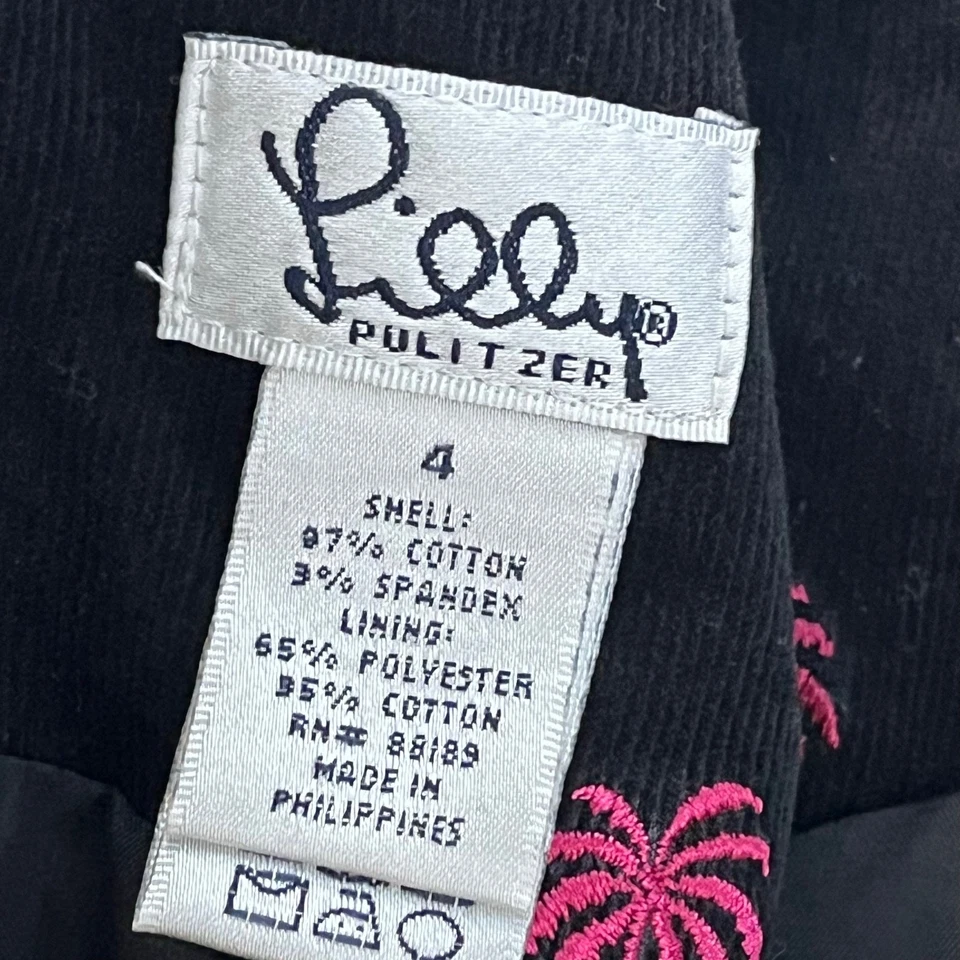 Lilly®
PULITZER
4
SHELL:
97% COTTON
3% SPANDEX
LINING:
65% POLYESTER
35% COTTON
RN# 88189
MADE IN
PHILIPPINES